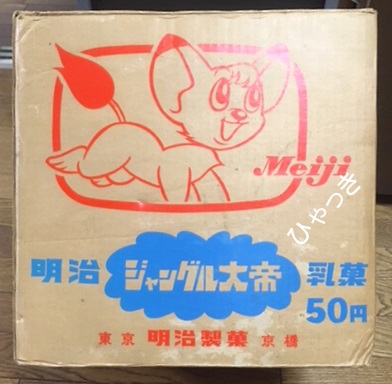 Meiji
ひゃっき
明治 ジャングル大帝 乳菓
50円
東京 明治製菓 京橋